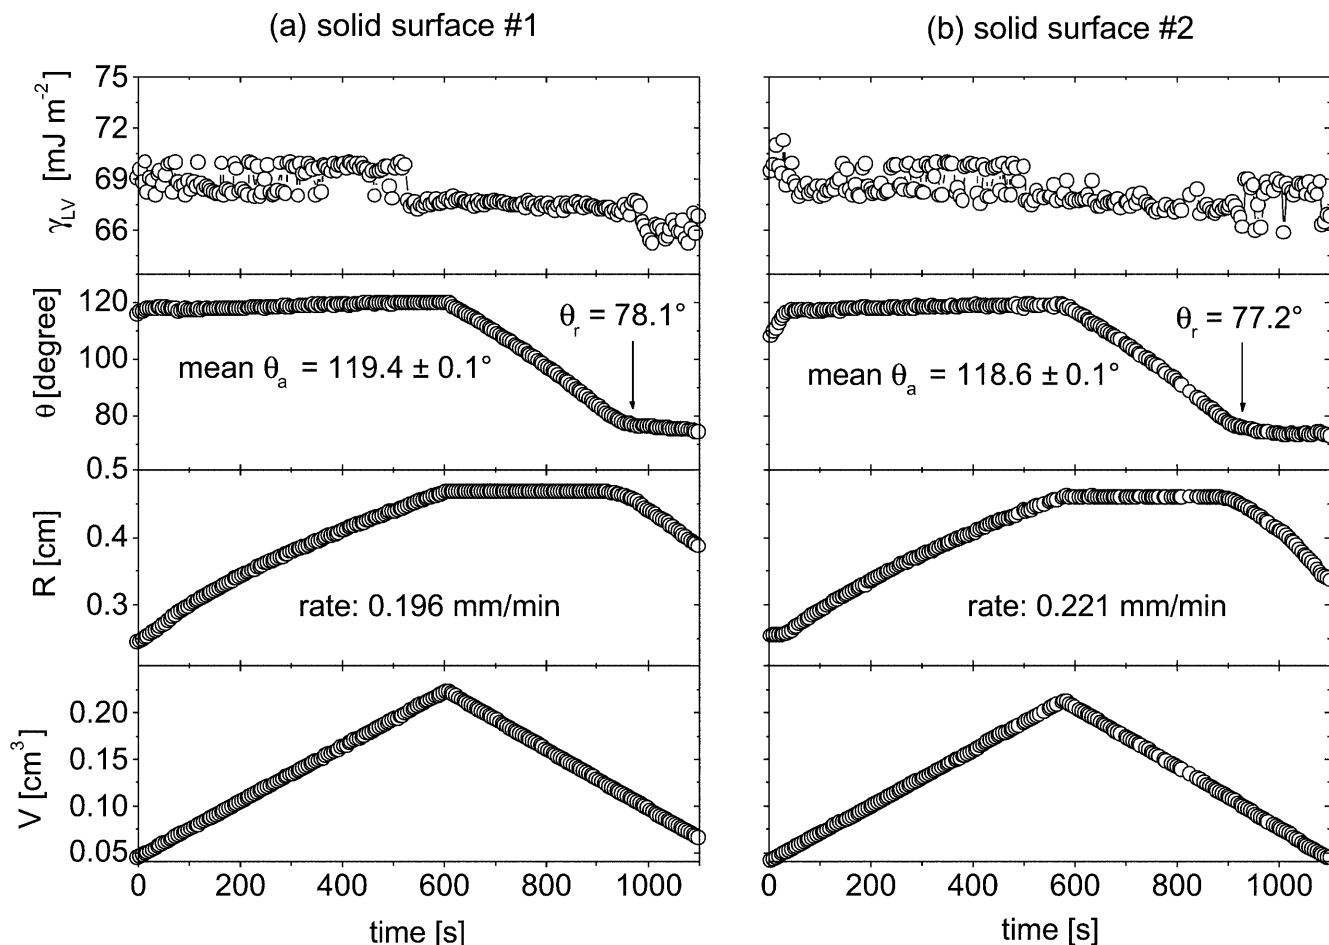 (a) solid surface #1
(b) solid surface #2
γLV [mJ m-2]
75
72
69
66
θ [degree]
120
100
80
θr = 78.1°
mean θa = 119.4 ± 0.1°
θr = 77.2°
mean θa = 118.6 ± 0.1°
R [cm]
0.5
0.4
0.3
rate: 0.196 mm/min
rate: 0.221 mm/min
V [cm3]
0.20
0.15
0.10
0.05
0 200 400 600 800 1000
0 200 400 600 800 1000
time [s]
time [s]